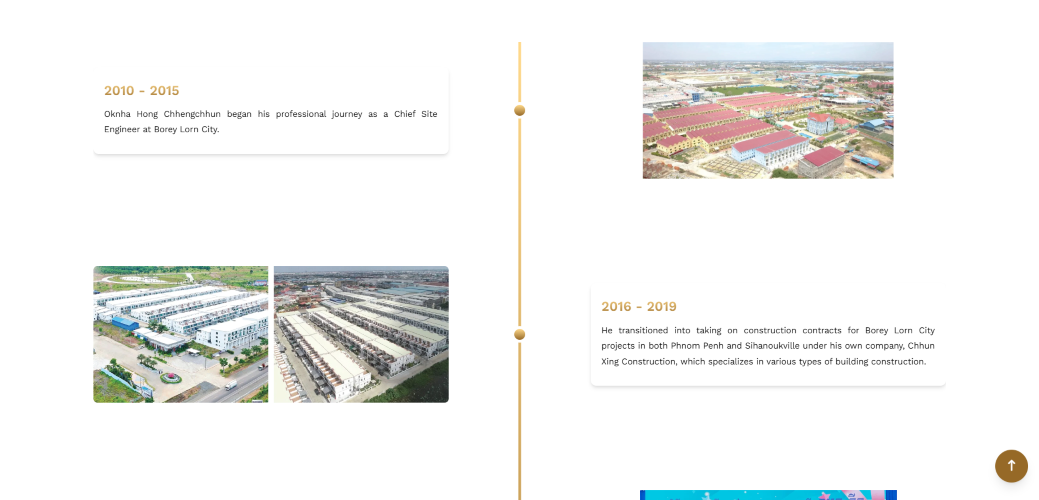 2010 - 2015
Oknha Hong Chhengchhun began his professional journey as a Chief Site
Engineer at Borey Lorn City.
2016 - 2019
He transitioned into taking on construction contracts for Borey Lorn City
projects in both Phnom Penh and Sihanoukville under his own company, Chhun
Xing Construction, which specializes in various types of building construction.